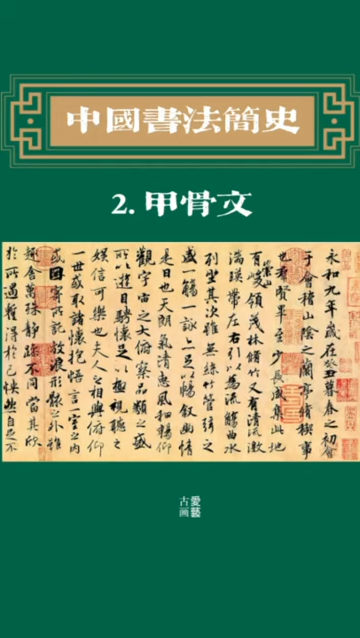 中國書法簡史
2. 甲骨文
永和九年歲在癸丑暮春之初會
于會稽山陰之蘭亭脩稧事
也羣賢畢至少長咸集此地
有崇山峻領茂林脩竹又有清流激
湍暎帶左右引以為流觴曲水
列坐其次雖無絲竹管弦之
盛一觴一詠亦足以暢敘幽情
是日也天朗氣清惠風和暢仰
觀宇宙之大俯察品類之盛
所以遊目騁懷足以極視聽之
娛信可樂也夫人之相與俯仰
一世或取諸懷抱悟言一室之內
或因寄所託放浪形骸之外雖
趣舍萬殊靜躁不同當其欣
於所遇暫得於己快然自足不
愛藝
古画